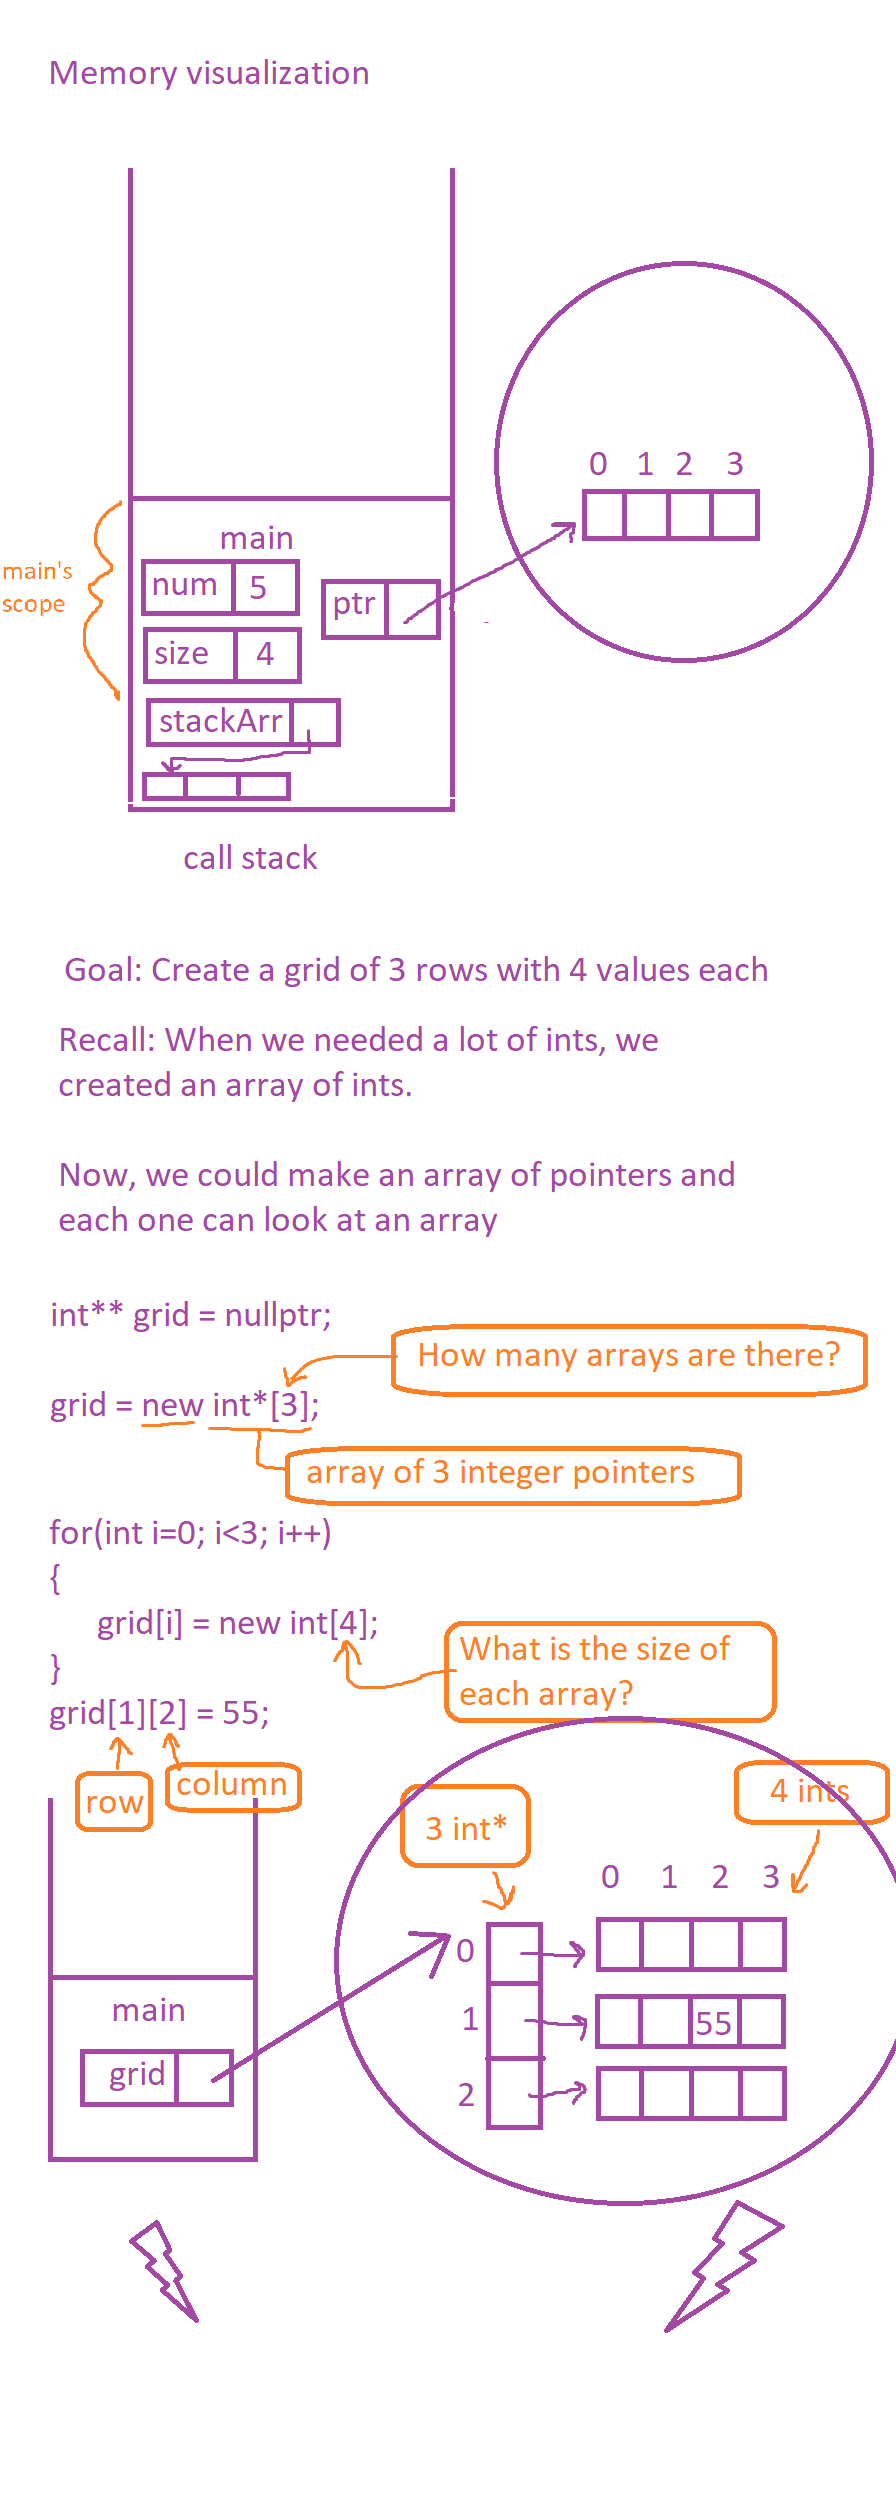 Memory visualization
0 1 2 3
main
main's
scope
num 5
ptr
size 4
stackArr
call stack
Goal: Create a grid of 3 rows with 4 values each
Recall: When we needed a lot of ints, we
created an array of ints.
Now, we could make an array of pointers and
each one can look at an array
int** grid = nullptr;
How many arrays are there?
grid = new int*[3];
array of 3 integer pointers
for(int i=0; i<3; i++)
{
grid[i] = new int[4];
What is the size of
each array?
}
grid[1][2] = 55;
row
column
3 int*
4 ints
0 1 2 3
0
1
55
2
main
grid